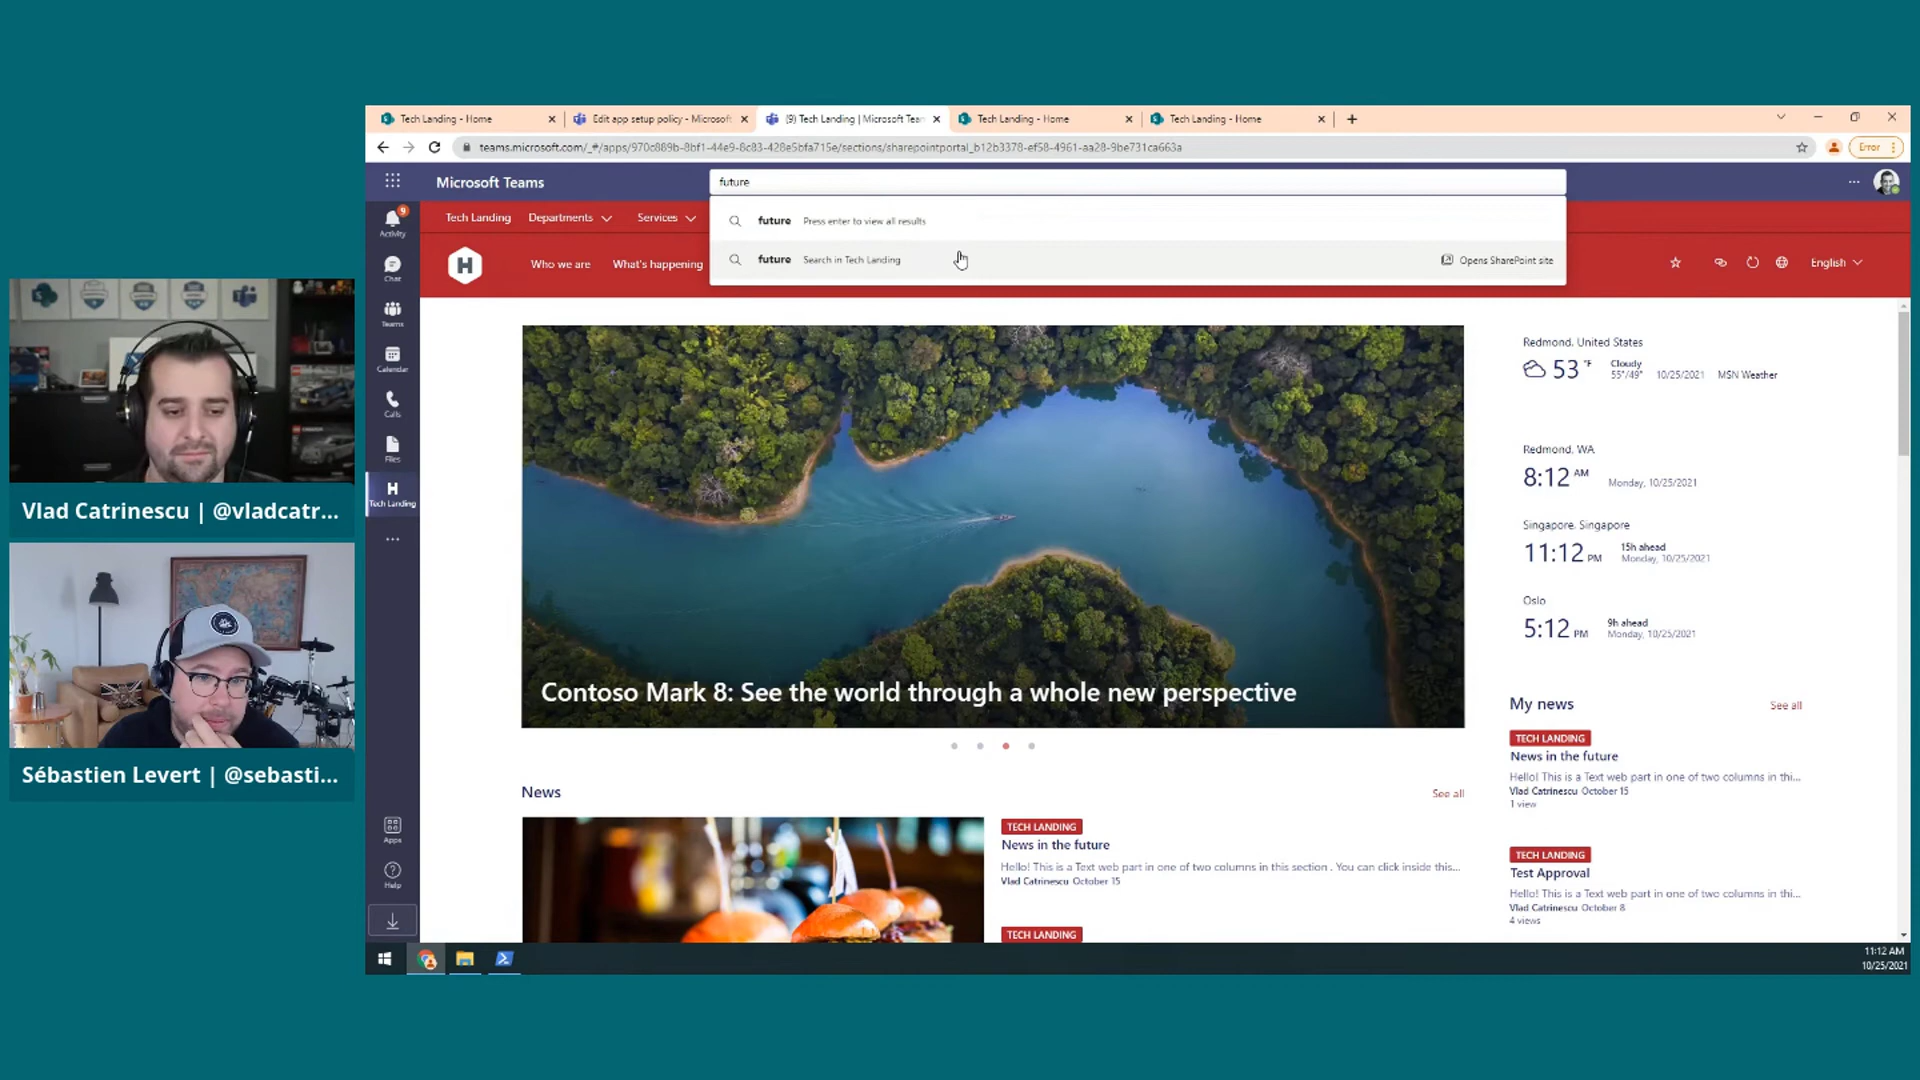 Tech Landing - Home
Edit app setup policy - Microsoft
(9) Tech Landing | Microsoft Tean
Tech Landing - Home
Tech Landing - Home
teams.microsoft.com/_#/apps/970c889b-8bf1-44e9-8c83-428e5bfa715e/sections/sharepointportal_b12b3378-ef58-4961-aa28-9be731ca663a
Error
Microsoft Teams
future
Tech Landing
Departments
Services
future Press enter to view all results
future Search in Tech Landing
Opens SharePoint site
H
Who we are
What's happening
English
9
Activity
Chat
Teams
Calendar
Calls
Files
H
Tech Landing
Apps
Help
Contoso Mark 8: See the world through a whole new perspective
Redmond, United States
53 °F
Cloudy
55°/49°
10/25/2021
MSN Weather
Redmond, WA
8:12 AM
Monday, 10/25/2021
Singapore, Singapore
11:12 PM
15h ahead
Monday, 10/25/2021
Oslo
5:12 PM
9h ahead
Monday, 10/25/2021
My news
See all
TECH LANDING
News in the future
Hello! This is a Text web part in one of two columns in thi...
Vlad Catrinescu October 15
1 view
TECH LANDING
Test Approval
Hello! This is a Text web part in one of two columns in thi...
Vlad Catrinescu October 8
4 views
News
See all
TECH LANDING
News in the future
Hello! This is a Text web part in one of two columns in this section . You can click inside this...
Vlad Catrinescu October 15
TECH LANDING
11:12 AM
10/25/2021
Vlad Catrinescu | @vladcatr...
Sébastien Levert | @sebasti...